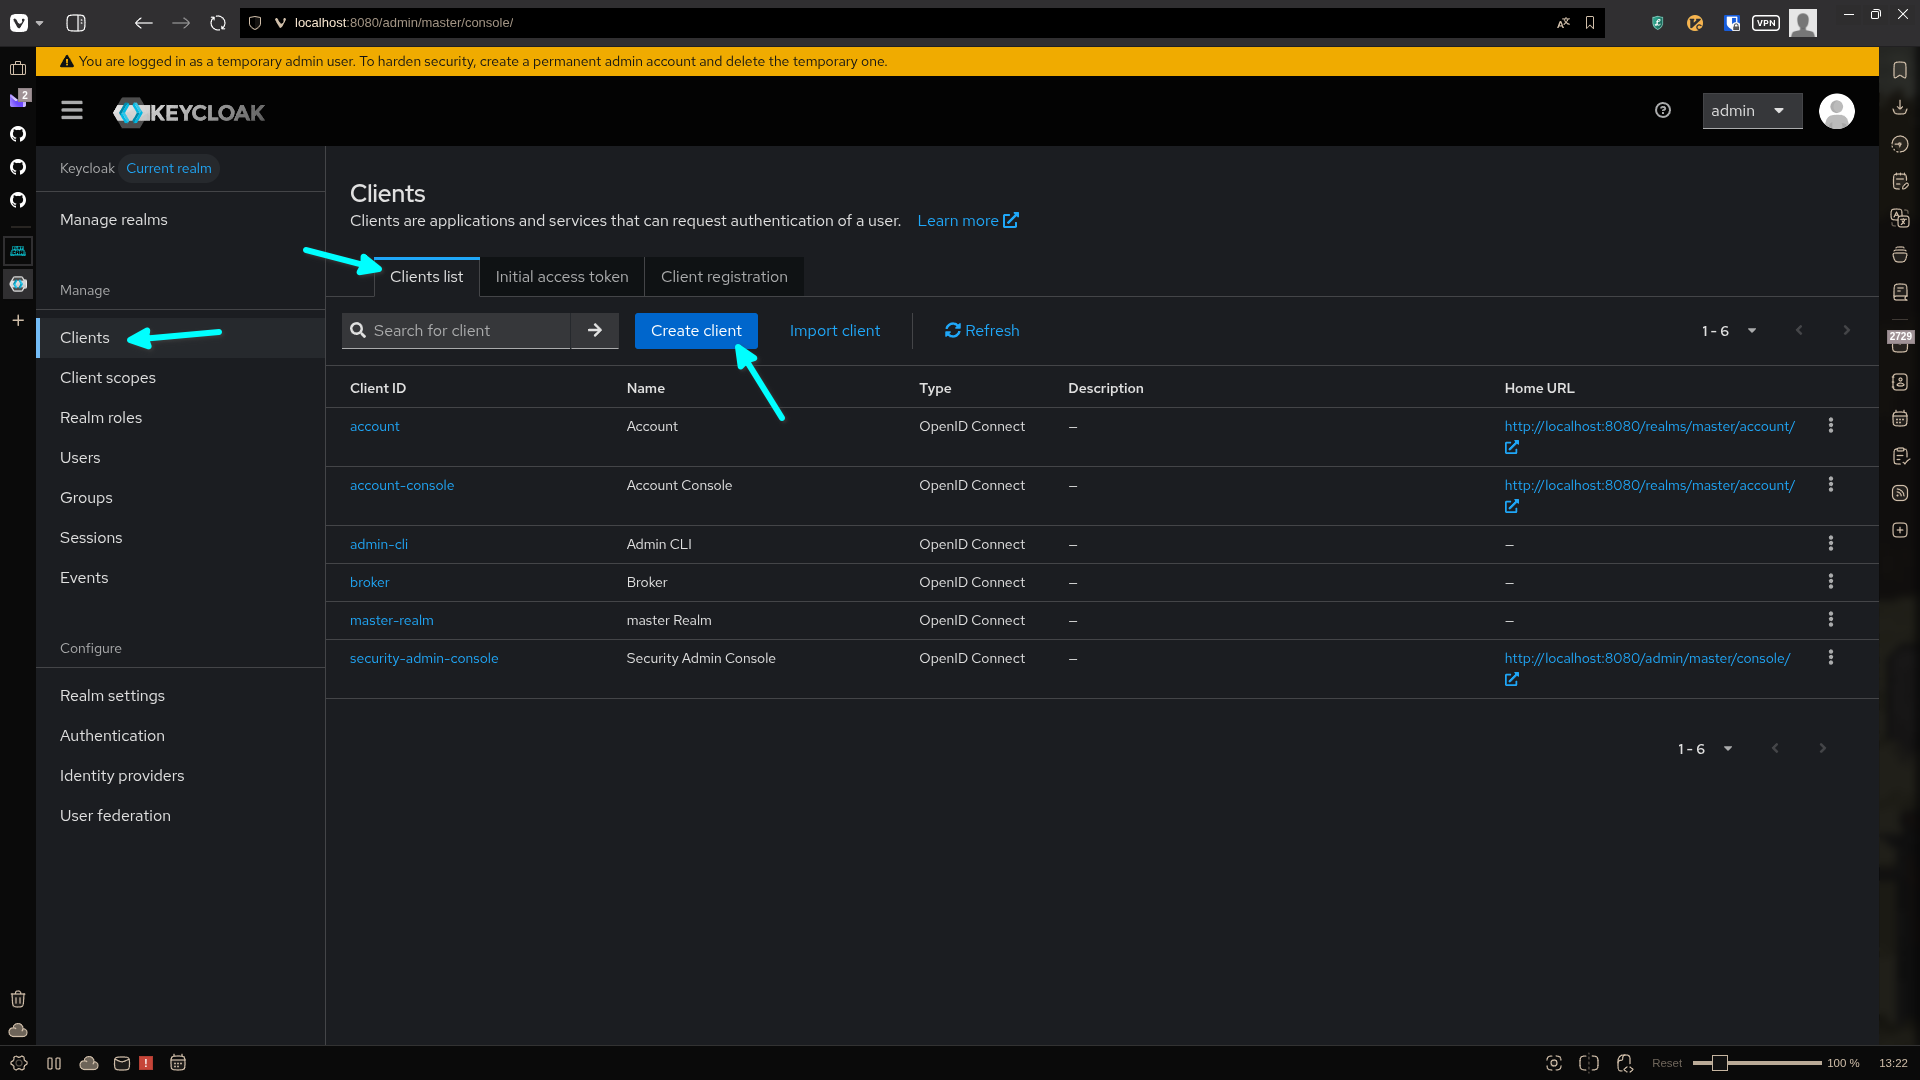 localhost:8080/admin/master/console/
VPN
You are logged in as a temporary admin user. To harden security, create a permanent admin account and delete the temporary one.
2
KEYCLOAK
admin
Keycloak Current realm
Manage realms
Manage
Clients
Client scopes
Realm roles
Users
Groups
Sessions
Events
Configure
Realm settings
Authentication
Identity providers
User federation
Clients
Clients are applications and services that can request authentication of a user. Learn more
Clients list Initial access token Client registration
Search for client Create client Import client Refresh 1 - 6
Client ID Name Type Description Home URL
account Account OpenID Connect – http://localhost:8080/realms/master/account/
account-console Account Console OpenID Connect – http://localhost:8080/realms/master/account/
admin-cli Admin CLI OpenID Connect – –
broker Broker OpenID Connect – –
master-realm master Realm OpenID Connect – –
security-admin-console Security Admin Console OpenID Connect – http://localhost:8080/admin/master/console/
1 - 6
2729
Reset 100 % 13:22